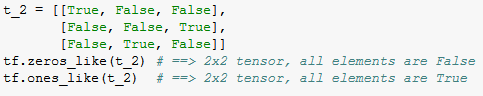 t_2 = [[True, False, False],
       [False, False, True],
       [False, True, False]]
tf.zeros_like(t_2)  # ==> 2x2 tensor, all elements are False
tf.ones_like(t_2)  # ==> 2x2 tensor, all elements are True